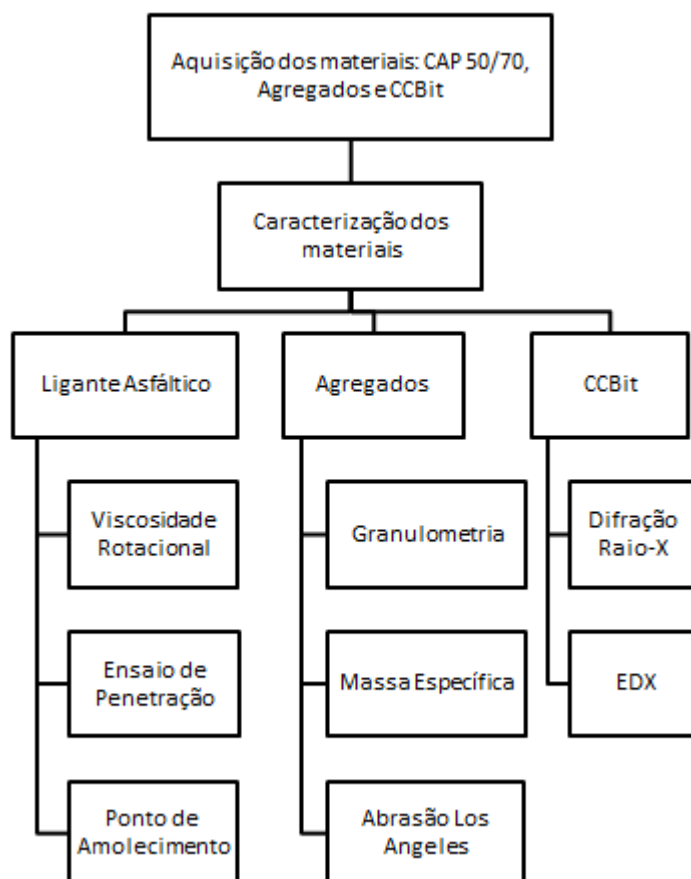 Aquisição dos materiais: CAP 50/70,
Agregados e CCBit
Caracterização dos
materiais
Ligante Asfáltico
Agregados
CCBit
Viscosidade
Rotacional
Granulometria
Difração
Raio-X
Ensaio de
Penetração
Massa Específica
EDX
Ponto de
Amolecimento
Abrasão Los
Angeles